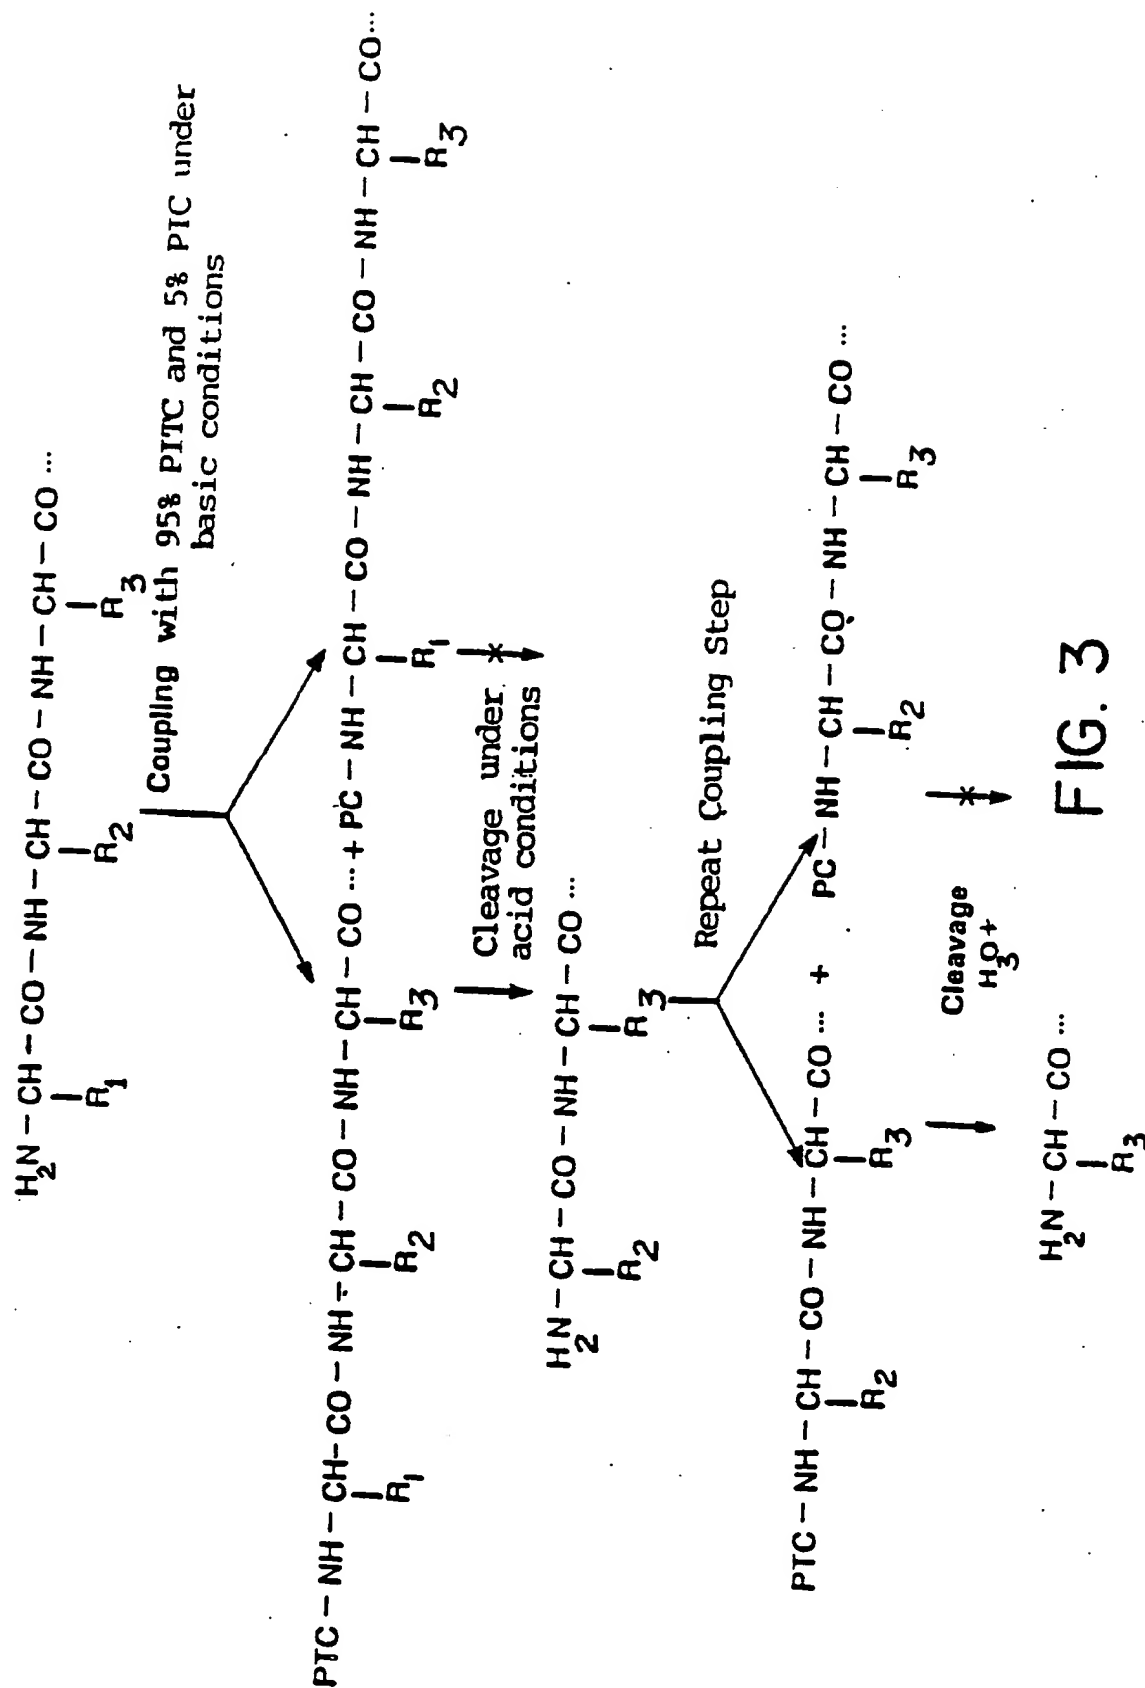 H2N – CH – CO – NH – CH – CO – NH – CH – CO ...
R1 R2 R3
Coupling with 95% PITC and 5% PIC under
basic conditions
PTC – NH – CH – CO – NH – CH – CO – NH – CH – CO ... + PC – NH – CH – CO – NH – CH – CO – NH – CH – CO ...
R1 R2 R3 R1 R2 R3
Cleavage under
acid conditions
H2N – CH – CO – NH – CH – CO ...
R2 R3
Repeat Coupling Step
PTC – NH – CH – CO – NH – CH – CO ... + PC – NH – CH – CO – NH – CH – CO ...
R2 R3 R2 R3
Cleavage
H3O+
H2N – CH – CO ...
R3
FIG. 3